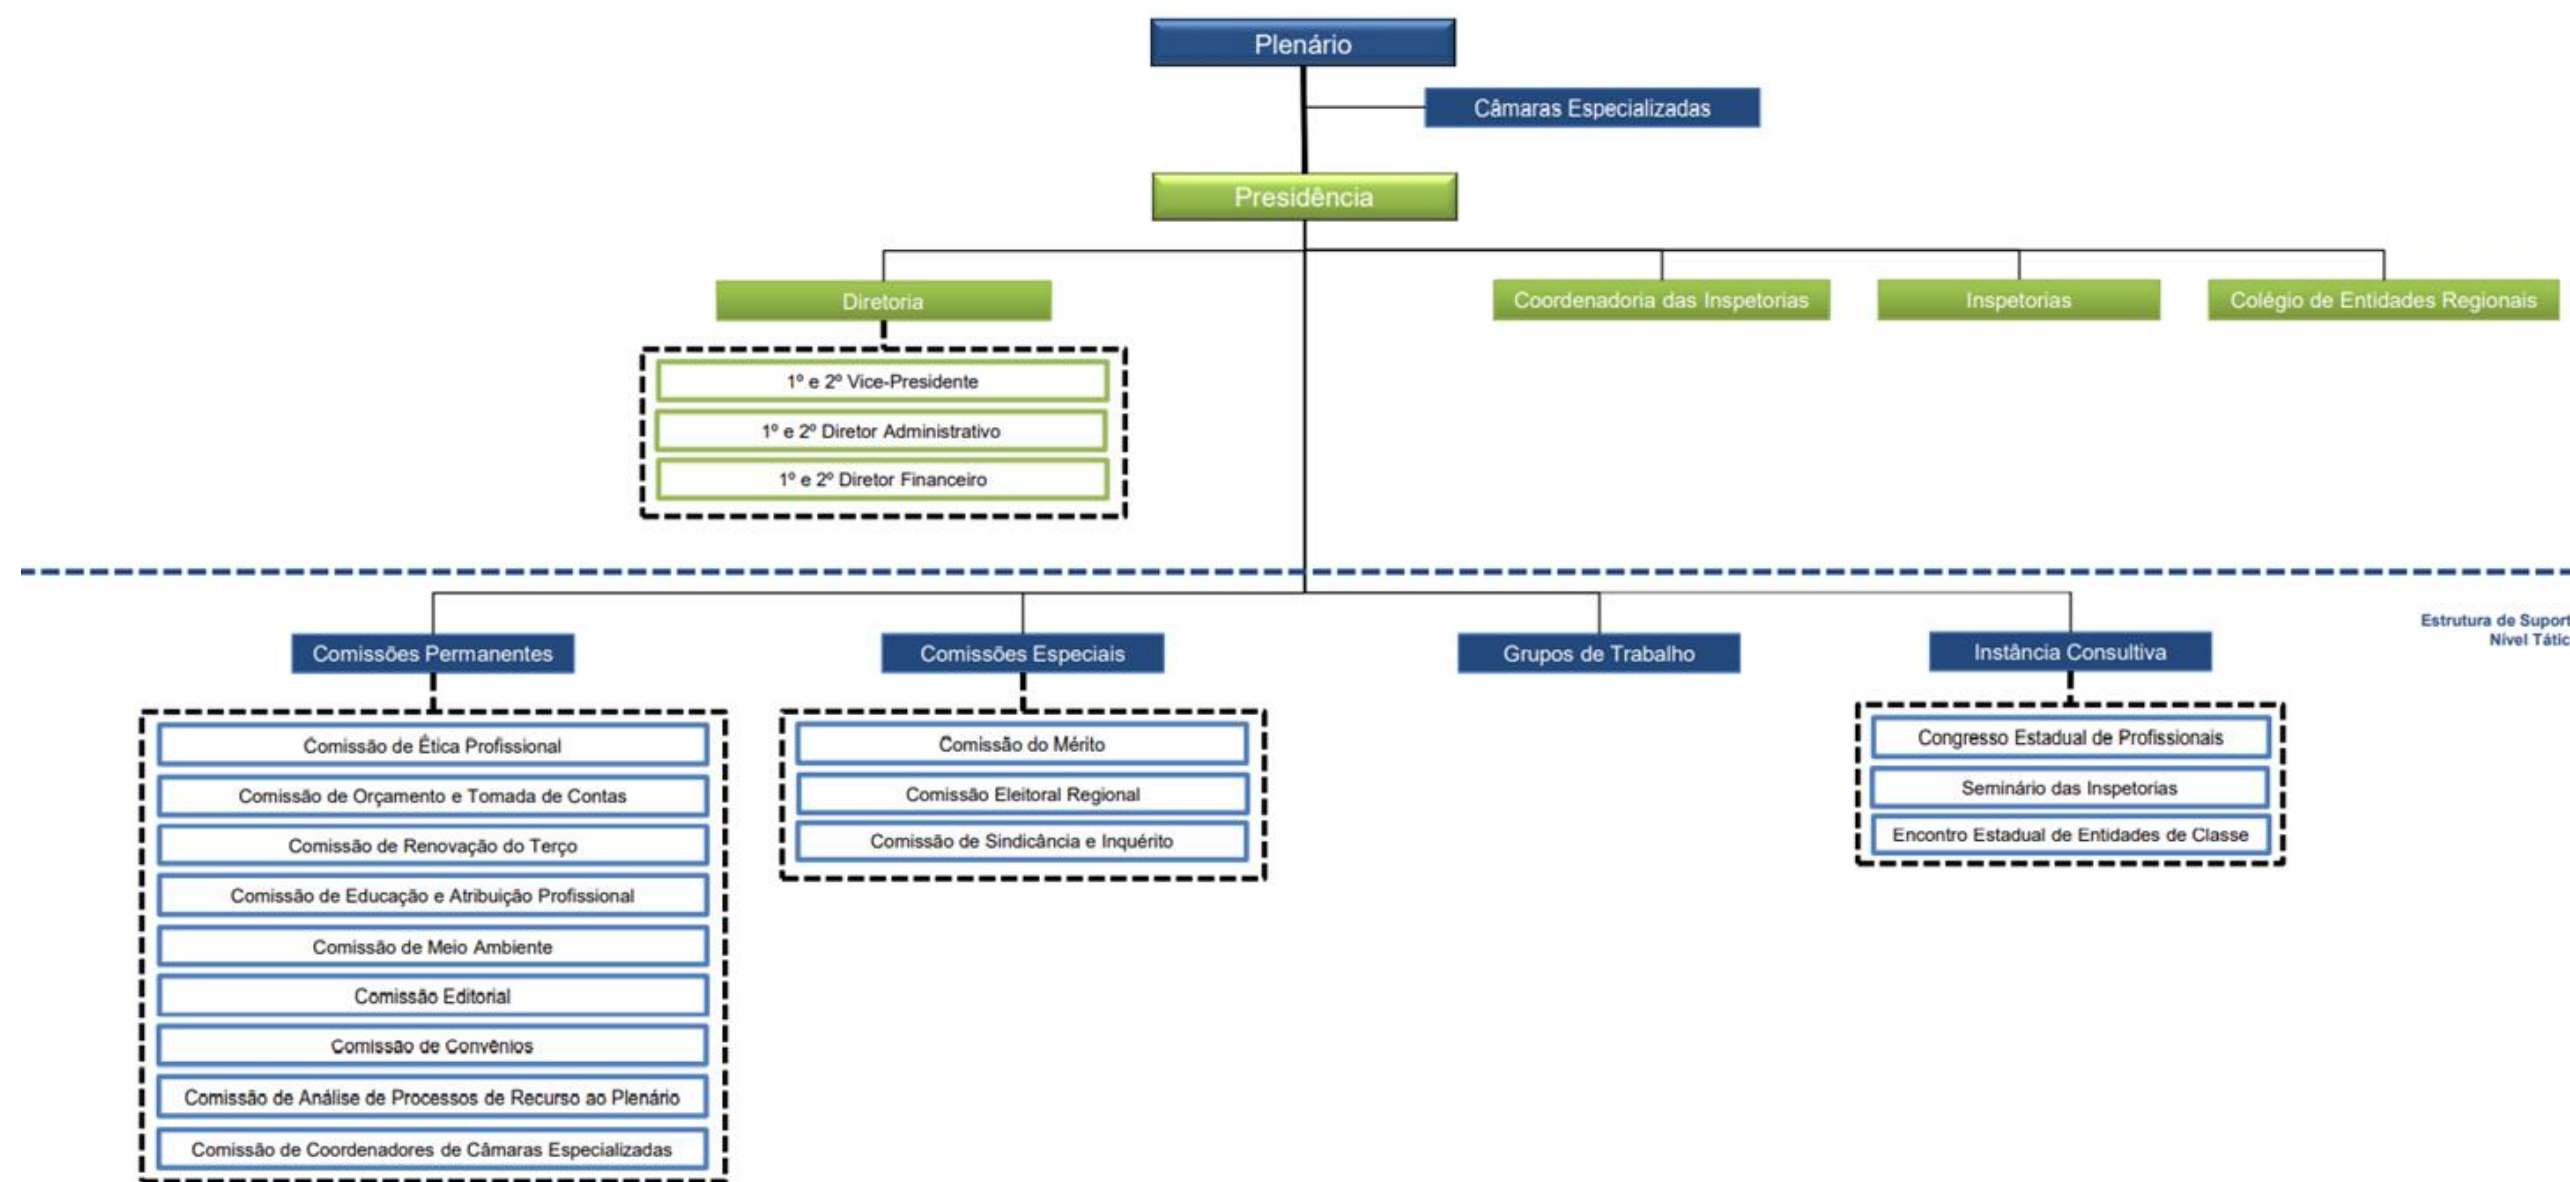 Plenário
Câmaras Especializadas
Presidência
Diretoria
Coordenadoria das Inspetorias
Inspetorias
Colégio de Entidades Regionais
1º e 2º Vice-Presidente
1º e 2º Diretor Administrativo
1º e 2º Diretor Financeiro
Estrutura de Suport
Nível Tátic
Comissões Permanentes
Comissões Especiais
Grupos de Trabalho
Instância Consultiva
Comissão de Ética Profissional
Comissão de Orçamento e Tomada de Contas
Comissão de Renovação do Terço
Comissão de Educação e Atribuição Profissional
Comissão de Meio Ambiente
Comissão Editorial
Comissão de Convênios
Comissão de Análise de Processos de Recurso ao Plenário
Comissão de Coordenadores de Câmaras Especializadas
Comissão do Mérito
Comissão Eleitoral Regional
Comissão de Sindicância e Inquérito
Congresso Estadual de Profissionais
Seminário das Inspetorias
Encontro Estadual de Entidades de Classe